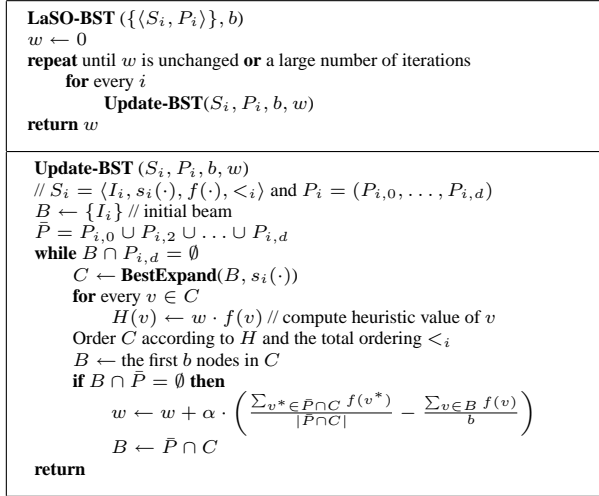 LaSO-BST ({⟨S_i, P_i⟩}, b)
w ← 0
repeat until w is unchanged or a large number of iterations
for every i
Update-BST(S_i, P_i, b, w)
return w
Update-BST (S_i, P_i, b, w)
// S_i = ⟨I_i, s_i(·), f(·), <_i⟩ and P_i = (P_{i,0}, . . . , P_{i,d})
B ← {I_i} // initial beam
P̄ = P_{i,0} ∪ P_{i,2} ∪ . . . ∪ P_{i,d}
while B ∩ P_{i,d} = ∅
C ← BestExpand(B, s_i(·))
for every v ∈ C
H(v) ← w · f(v) // compute heuristic value of v
Order C according to H and the total ordering <_i
B ← the first b nodes in C
if B ∩ P̄ = ∅ then
w ← w + α · ( \frac{∑_{v* ∈ P̄∩C} f(v*)}{|P̄∩C|} − \frac{∑_{v∈B} f(v)}{b} )
B ← P̄ ∩ C
return